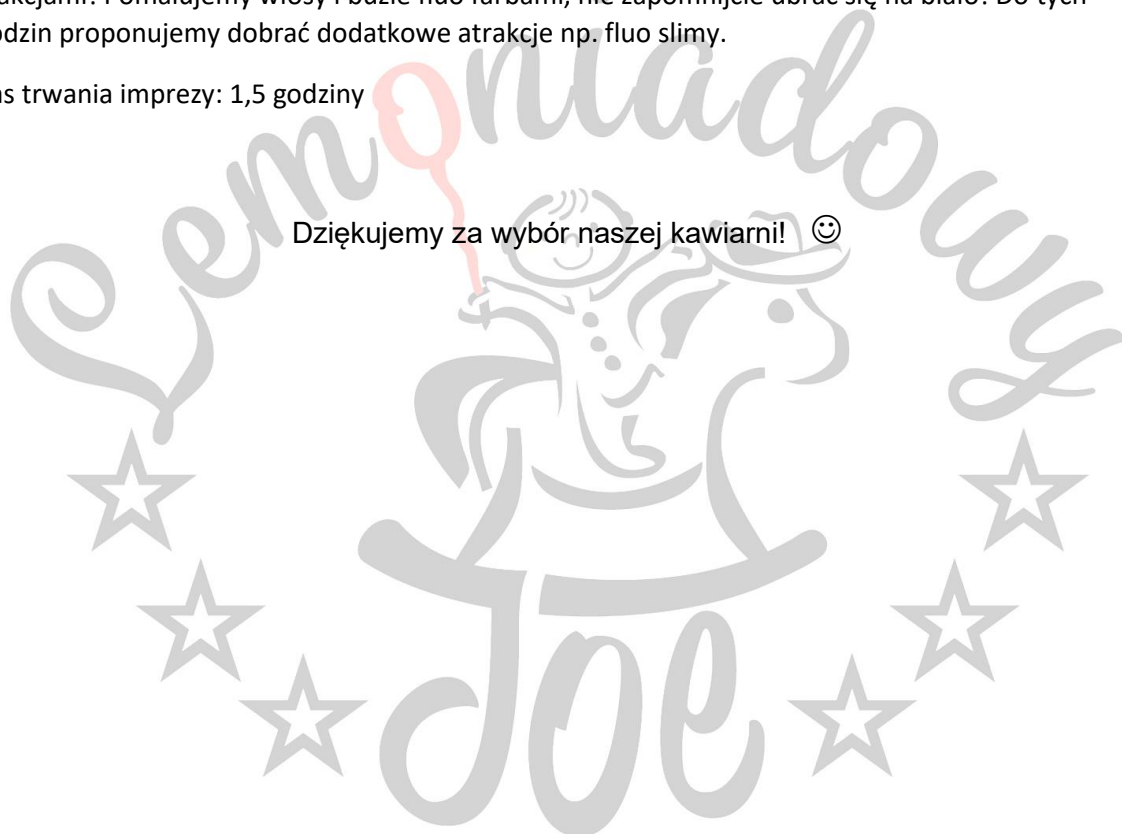 akcjami! Pomalujemy włosy i buzie fluo farbami, nie zapomnijcie ubrać się na biało! Do tych
odzin proponujemy dobrać dodatkowe atrakcje np. fluo slimy.
as trwania imprezy: 1,5 godziny
Lemoniadowy
Dziękujemy za wybór naszej kawiarni! ☺
Joe